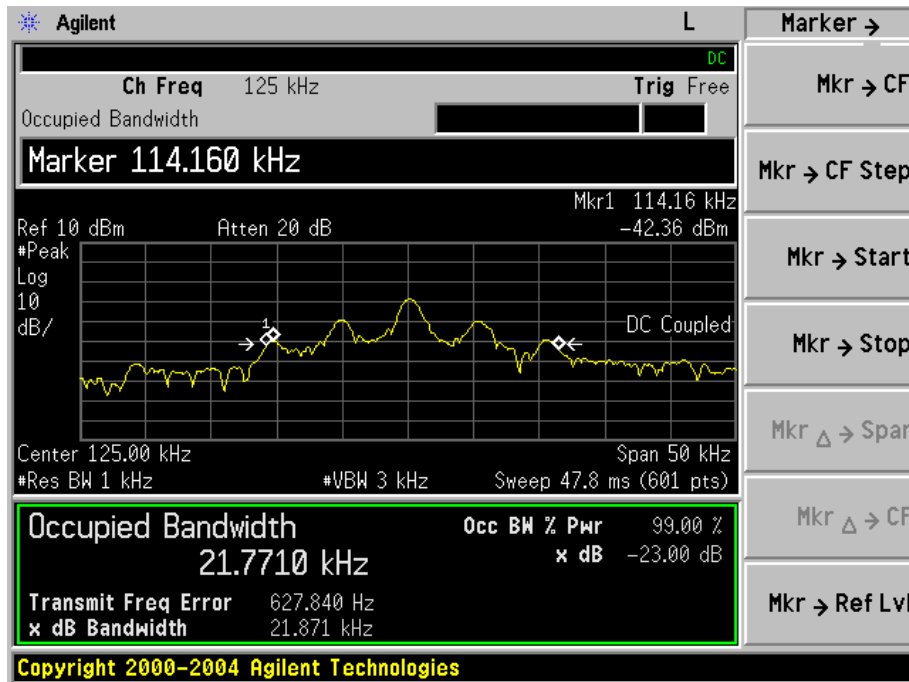 Agilent L Marker →
DC
Ch Freq 125 kHz Trig Free
Occupied Bandwidth
Marker 114.160 kHz
Mkr1 114.16 kHz
Ref 10 dBm Atten 20 dB -42.36 dBm
#Peak
Log
10
dB/
1
DC Coupled
Center 125.00 kHz Span 50 kHz
#Res BW 1 kHz #VBW 3 kHz Sweep 47.8 ms (601 pts)
Occupied Bandwidth
21.7710 kHz
Occ BW % Pwr 99.00 %
x dB -23.00 dB
Transmit Freq Error 627.840 Hz
x dB Bandwidth 21.871 kHz
Copyright 2000-2004 Agilent Technologies
Mkr → CF
Mkr → CF Step
Mkr → Start
Mkr → Stop
Mkr Δ → Span
Mkr Δ → CF
Mkr → Ref Lvl